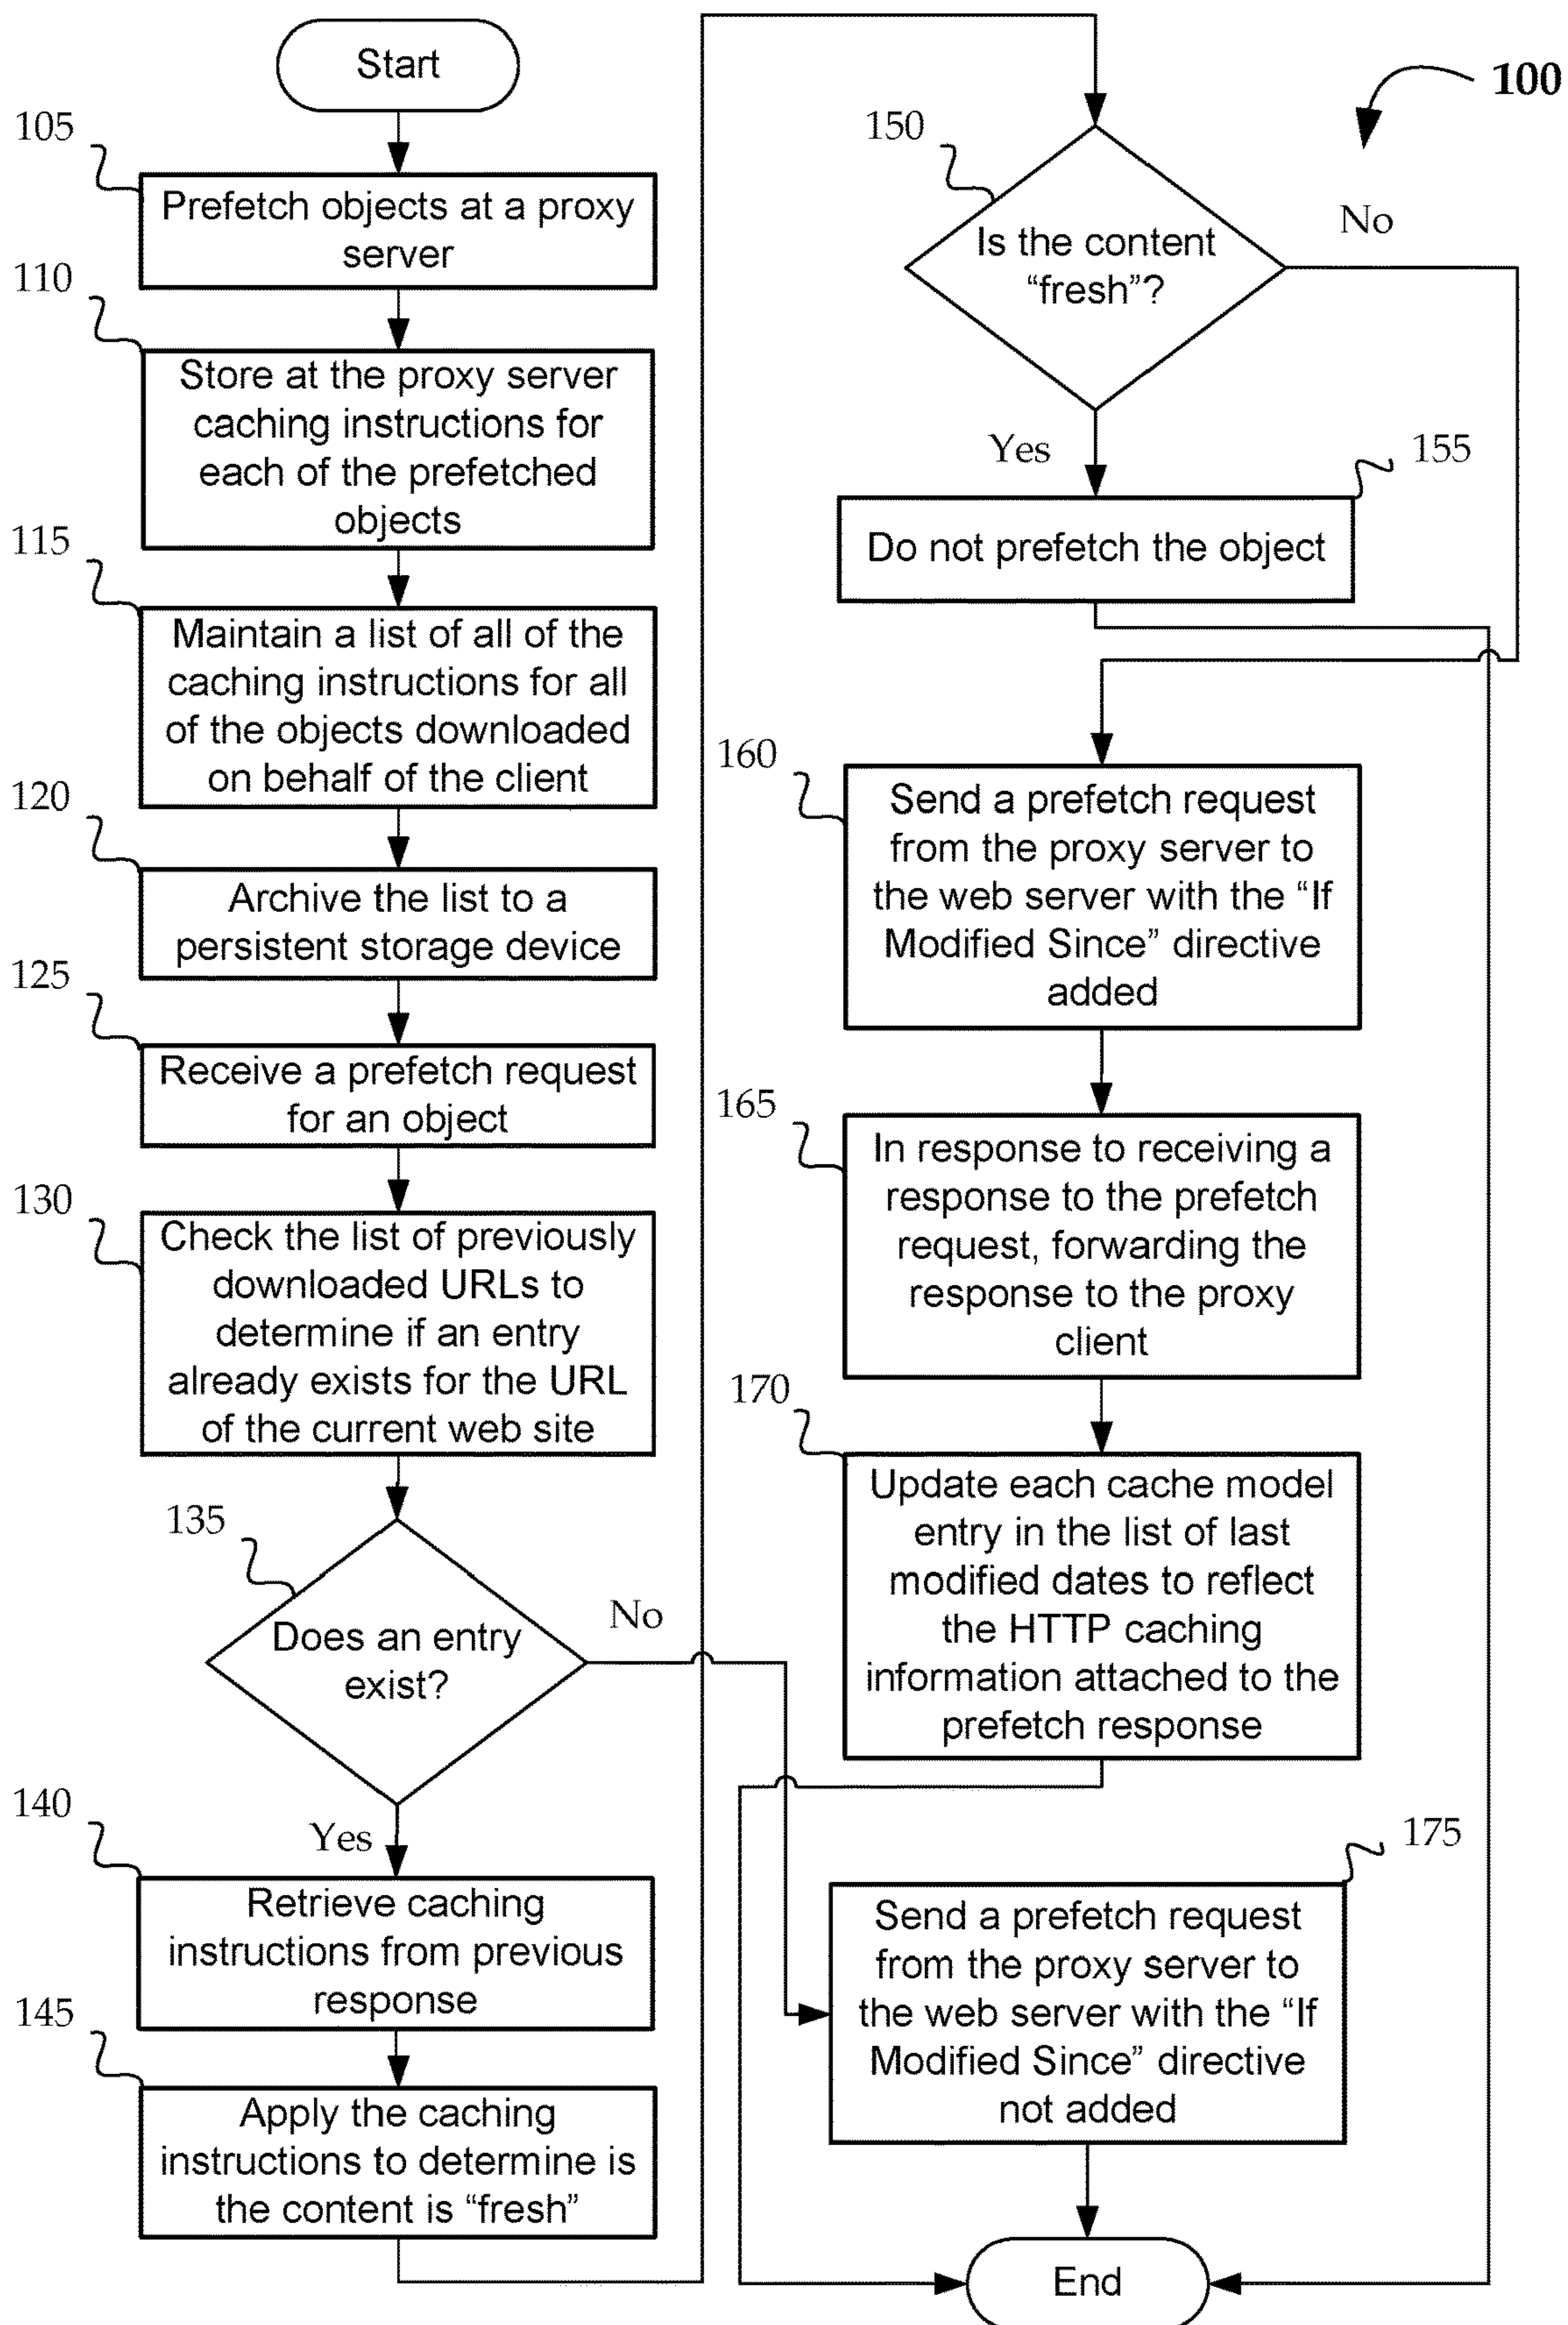 Start
105
Prefetch objects at a proxy
server
110
Store at the proxy server
caching instructions for
each of the prefetched
objects
115
Maintain a list of all of the
caching instructions for all
of the objects downloaded
on behalf of the client
120
Archive the list to a
persistent storage device
125
Receive a prefetch request
for an object
130
Check the list of previously
downloaded URLs to
determine if an entry
already exists for the URL
of the current web site
135
Does an entry
exist?
No
Yes
140
Retrieve caching
instructions from previous
response
145
Apply the caching
instructions to determine is
the content is “fresh”
100
150
Is the content
“fresh”?
No
Yes
155
Do not prefetch the object
160
Send a prefetch request
from the proxy server to
the web server with the “If
Modified Since” directive
added
165
In response to receiving a
response to the prefetch
request, forwarding the
response to the proxy
client
170
Update each cache model
entry in the list of last
modified dates to reflect
the HTTP caching
information attached to the
prefetch response
175
Send a prefetch request
from the proxy server to
the web server with the “If
Modified Since” directive
not added
End